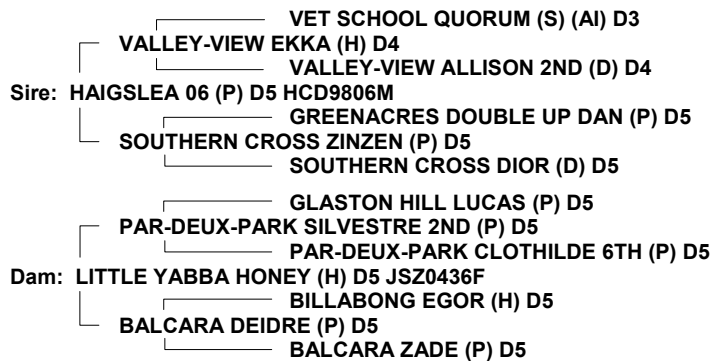 VET SCHOOL QUORUM (S) (AI) D3
VALLEY-VIEW EKKA (H) D4
VALLEY-VIEW ALLISON 2ND (D) D4
Sire: HAIGSLEA 06 (P) D5 HCD9806M
GREENACRES DOUBLE UP DAN (P) D5
SOUTHERN CROSS ZINZEN (P) D5
SOUTHERN CROSS DIOR (D) D5
GLASTON HILL LUCAS (P) D5
PAR-DEUX-PARK SILVESTRE 2ND (P) D5
PAR-DEUX-PARK CLOTHILDE 6TH (P) D5
Dam: LITTLE YABBA HONEY (H) D5 JSZ0436F
BILLABONG EGOR (H) D5
BALCARA DEIDRE (P) D5
BALCARA ZADE (P) D5